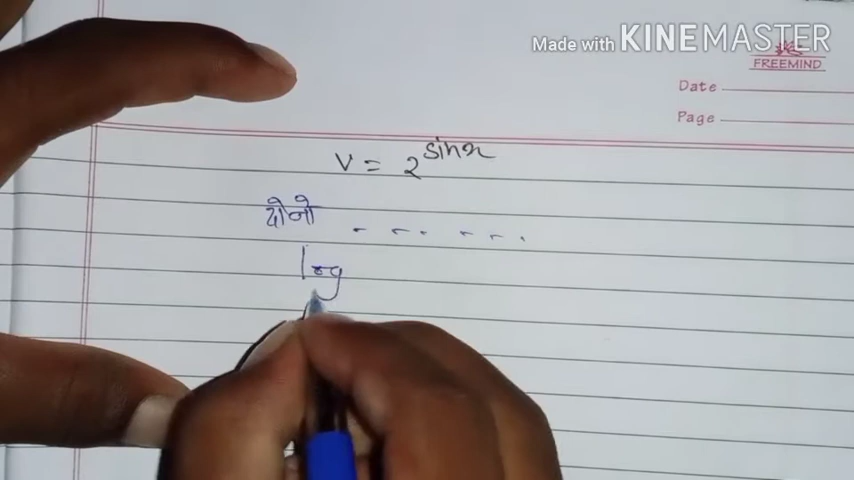 Made with KINEMASTER
FREEMIND
Date
Page
v = 2^sinx
दोनो - - - - - -
log